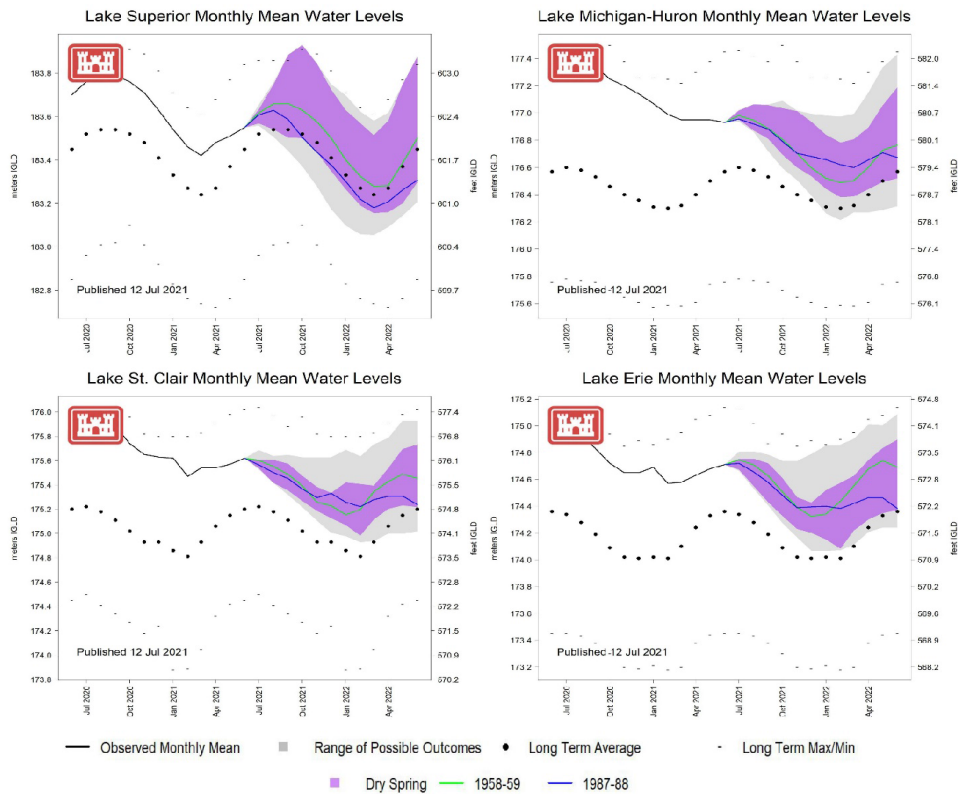 Lake Superior Monthly Mean Water Levels
183.8
183.6
183.4
183.2
183.0
182.8
meters IGLD
603.0
602.4
601.7
601.0
600.4
599.7
feet IGLD
Published 12 Jul 2021
Jul 2020
Oct 2020
Jan 2021
Apr 2021
Jul 2021
Oct 2021
Jan 2022
Apr 2022
Lake Michigan-Huron Monthly Mean Water Levels
177.4
177.2
177.0
176.8
176.6
176.4
176.2
176.0
175.8
175.6
meters IGLD
582.0
581.4
580.7
580.1
579.4
578.7
578.1
577.4
576.8
576.1
feet IGLD
Published 12 Jul 2021
Jul 2020
Oct 2020
Jan 2021
Apr 2021
Jul 2021
Oct 2021
Jan 2022
Apr 2022
Lake St. Clair Monthly Mean Water Levels
176.0
175.8
175.6
175.4
175.2
175.0
174.8
174.6
174.4
174.2
174.0
173.8
meters IGLD
577.4
576.8
576.1
575.5
574.8
574.1
573.5
572.8
572.2
571.5
570.9
570.2
feet IGLD
Published 12 Jul 2021
Jul 2020
Oct 2020
Jan 2021
Apr 2021
Jul 2021
Oct 2021
Jan 2022
Apr 2022
Lake Erie Monthly Mean Water Levels
175.2
175.0
174.8
174.6
174.4
174.2
174.0
173.8
173.6
173.4
173.2
meters IGLD
574.8
574.1
573.5
572.8
572.2
571.5
570.9
570.2
569.6
568.9
568.2
feet IGLD
Published 12 Jul 2021
Jul 2020
Oct 2020
Jan 2021
Apr 2021
Jul 2021
Oct 2021
Jan 2022
Apr 2022
Observed Monthly Mean Range of Possible Outcomes Long Term Average Long Term Max/Min
Dry Spring 1958-59 1987-88